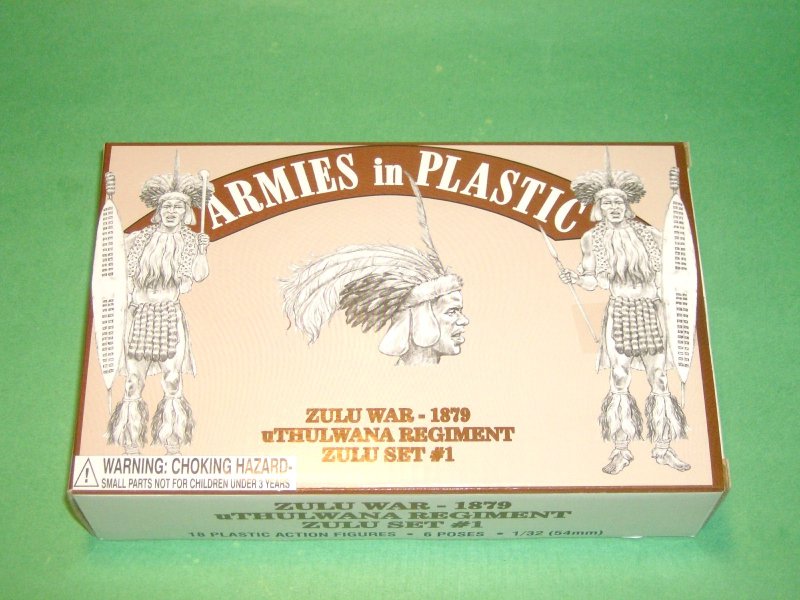 ARMIES in PLASTIC
ZULU WAR - 1879
uTHULWANA REGIMENT
ZULU SET #1
WARNING: CHOKING HAZARD-
SMALL PARTS NOT FOR CHILDREN UNDER 3 YEARS
ZULU WAR - 1879
uTHULWANA REGIMENT
ZULU SET #1
18 PLASTIC ACTION FIGURES • 6 POSES • 1/32 (54mm)